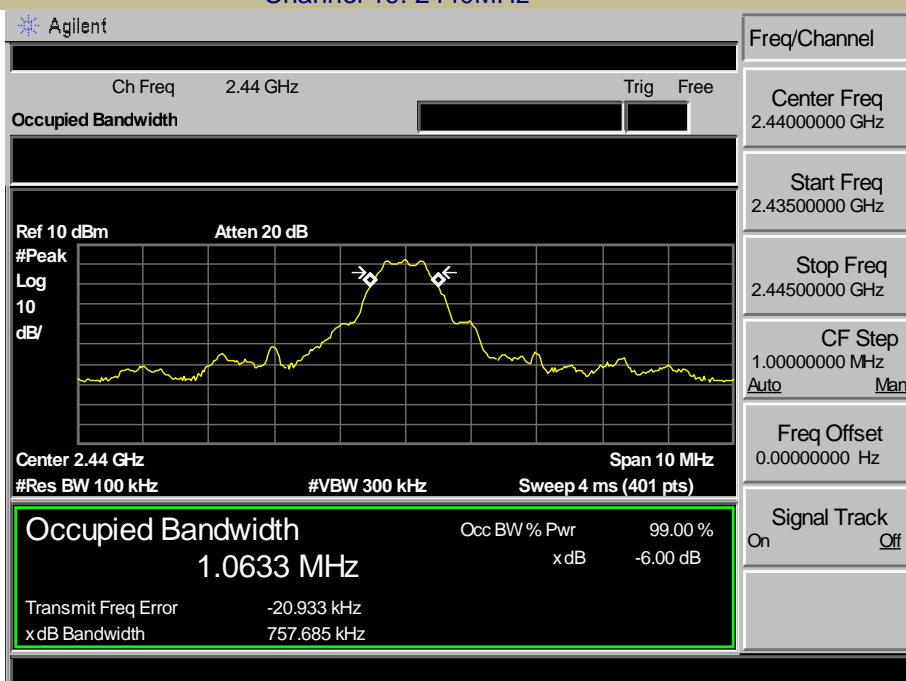 Agilent
Freq/Channel
Ch Freq 2.44 GHz Trig Free
Occupied Bandwidth
Center Freq
2.44000000 GHz
Start Freq
2.43500000 GHz
Stop Freq
2.44500000 GHz
CF Step
1.00000000 MHz
Auto Man
Freq Offset
0.00000000 Hz
Signal Track
On Off
Ref 10 dBm Atten 20 dB
#Peak
Log
10
dB/
Center 2.44 GHz Span 10 MHz
#Res BW 100 kHz #VBW 300 kHz Sweep 4 ms (401 pts)
Occupied Bandwidth Occ BW % Pwr 99.00 %
1.0633 MHz x dB -6.00 dB
Transmit Freq Error -20.933 kHz
x dB Bandwidth 757.685 kHz